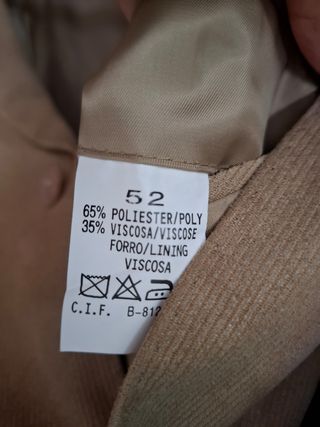 52
65% POLIESTER/POLY
35% VISCOSA/VISCOSE
FORRO/LINING
VISCOSA
C.I.F. B-812